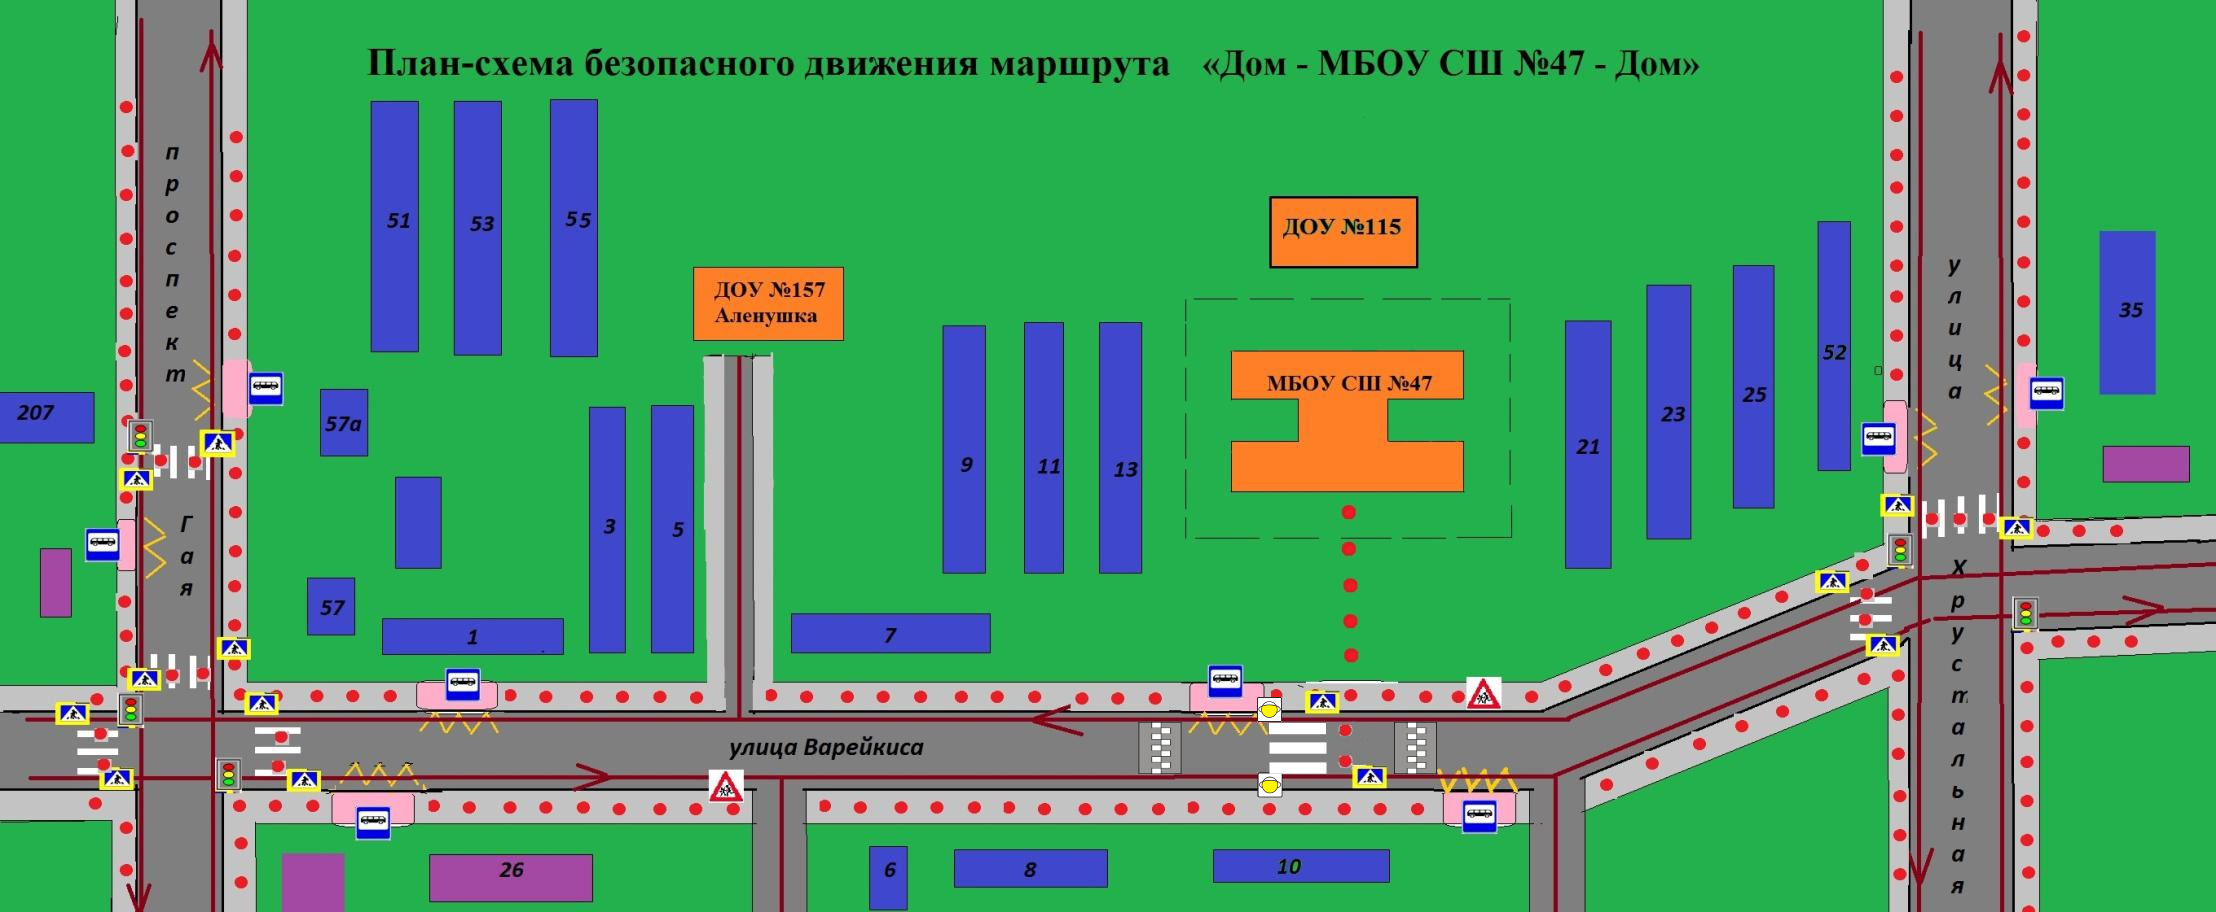 План-схема безопасного движения маршрута «Дом - МБОУ СШ №47 - Дом»
проспект Гая
207
51
53
55
57а
57
1
3
5
ДОУ №157
Аленушка
7
9
11
13
ДОУ №115
МБОУ СШ №47
21
23
25
52
улица Хрустальная
35
улица Варейкиса
26
6
8
10